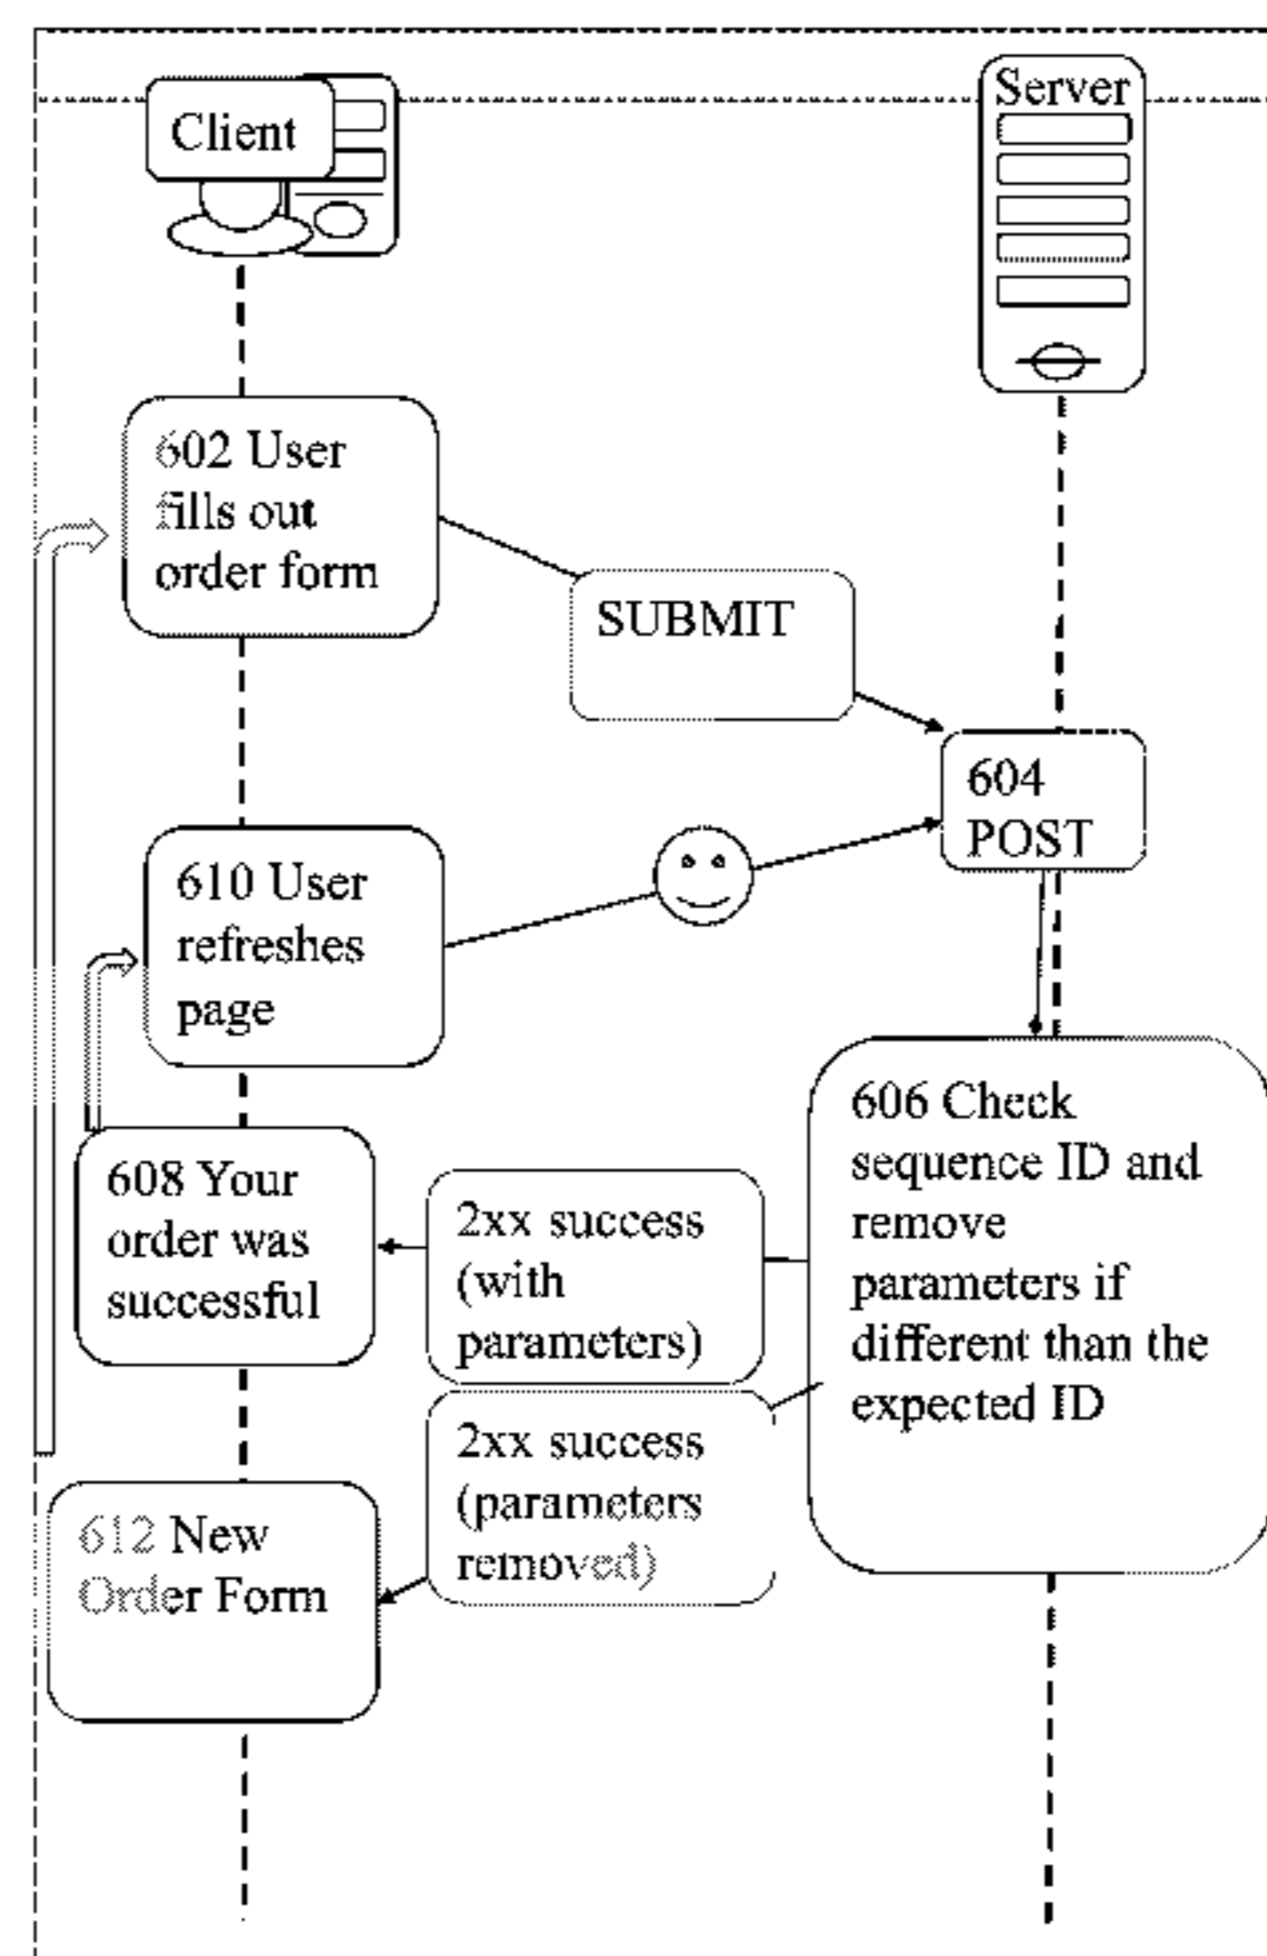 Client
Server
602 User
fills out
order form
SUBMIT
604
POST
610 User
refreshes
page
606 Check
sequence ID and
remove
parameters if
different than the
expected ID
608 Your
order was
successful
2xx success
(with
parameters)
2xx success
(parameters
removed)
612 New
Order Form